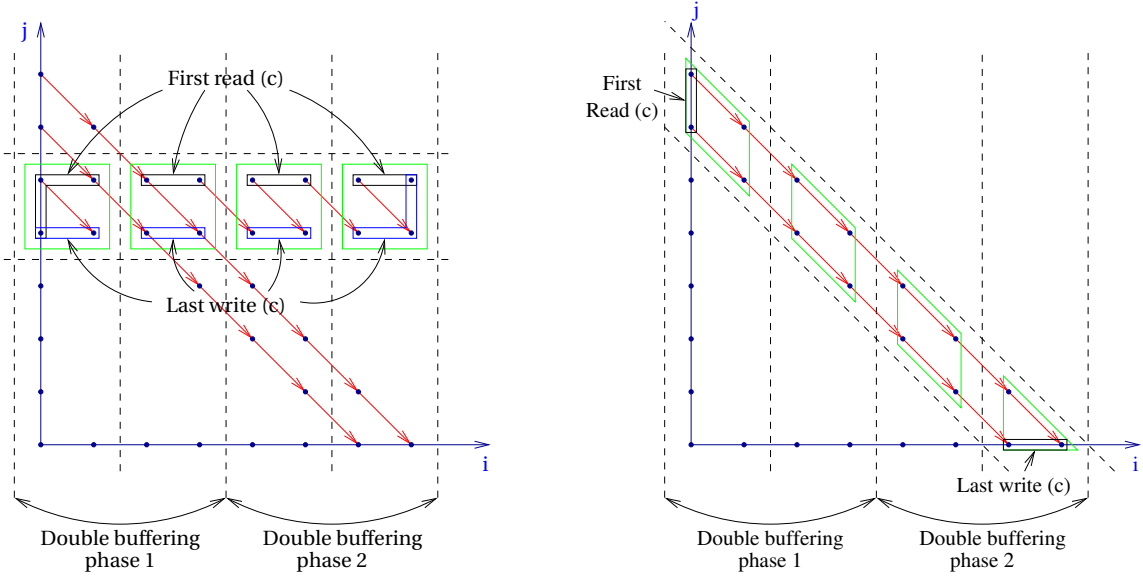 j
First read (c)
Last write (c)
i
Double buffering
phase 1
Double buffering
phase 2
j
First
Read (c)
Last write (c)
i
Double buffering
phase 1
Double buffering
phase 2